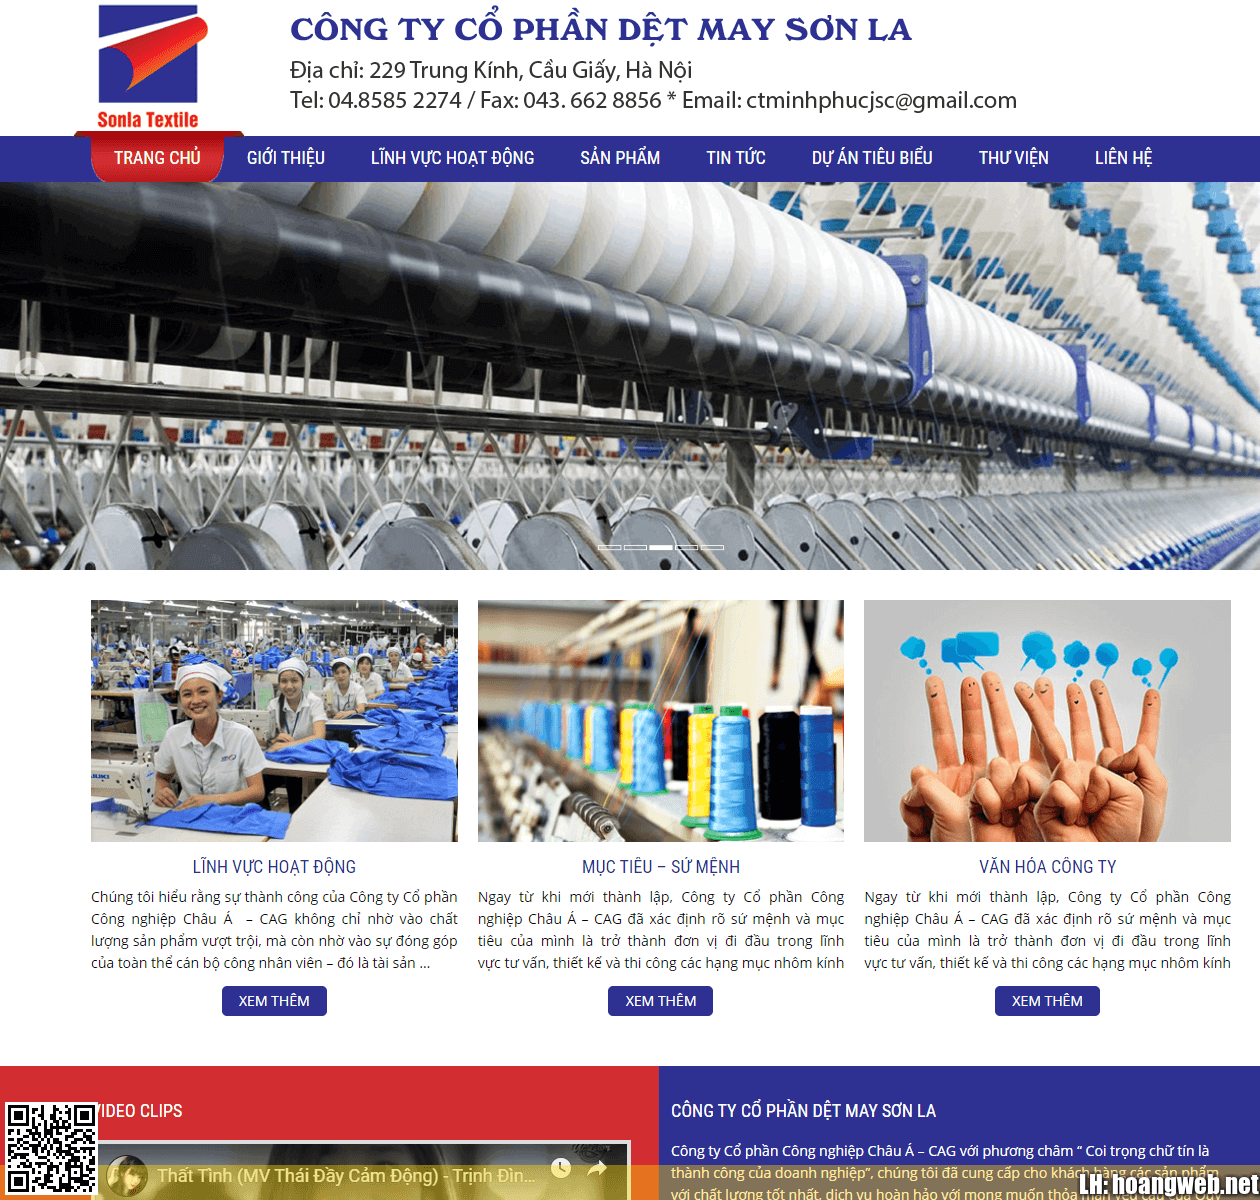 Sonla Textile
CÔNG TY CỔ PHẦN DỆT MAY SƠN LA
Địa chỉ: 229 Trung Kính, Cầu Giấy, Hà Nội
Tel: 04.8585 2274 / Fax: 043. 662 8856 * Email: ctminhphucjsc@gmail.com
TRANG CHỦ GIỚI THIỆU LĨNH VỰC HOẠT ĐỘNG SẢN PHẨM TIN TỨC DỰ ÁN TIÊU BIỂU THƯ VIỆN LIÊN HỆ
LĨNH VỰC HOẠT ĐỘNG
Chúng tôi hiểu rằng sự thành công của Công ty Cổ phần
Công nghiệp Châu Á – CAG không chỉ nhờ vào chất
lượng sản phẩm vượt trội, mà còn nhờ vào sự đóng góp
của toàn thể cán bộ công nhân viên – đó là tài sản ...
XEM THÊM
MỤC TIÊU – SỨ MỆNH
Ngay từ khi mới thành lập, Công ty Cổ phần Công
nghiệp Châu Á – CAG đã xác định rõ sứ mệnh và mục
tiêu của mình là trở thành đơn vị đi đầu trong lĩnh
vực tư vấn, thiết kế và thi công các hạng mục nhôm kính
XEM THÊM
VĂN HÓA CÔNG TY
Ngay từ khi mới thành lập, Công ty Cổ phần Công
nghiệp Châu Á – CAG đã xác định rõ sứ mệnh và mục
tiêu của mình là trở thành đơn vị đi đầu trong lĩnh
vực tư vấn, thiết kế và thi công các hạng mục nhôm kính
XEM THÊM
VIDEO CLIPS
Thất Tình (MV Thái Đầy Cảm Động) - Trịnh Đìn...
CÔNG TY CỔ PHẦN DỆT MAY SƠN LA
Công ty Cổ phần Công nghiệp Châu Á – CAG với phương châm “ Coi trọng chữ tín là
thành công của doanh nghiệp”, chúng tôi đã cung cấp cho khách hàng các sản phẩm
với chất lượng tốt nhất, dịch vụ hoàn hảo với mong muốn thỏa mãn
LH: hoangweb.net